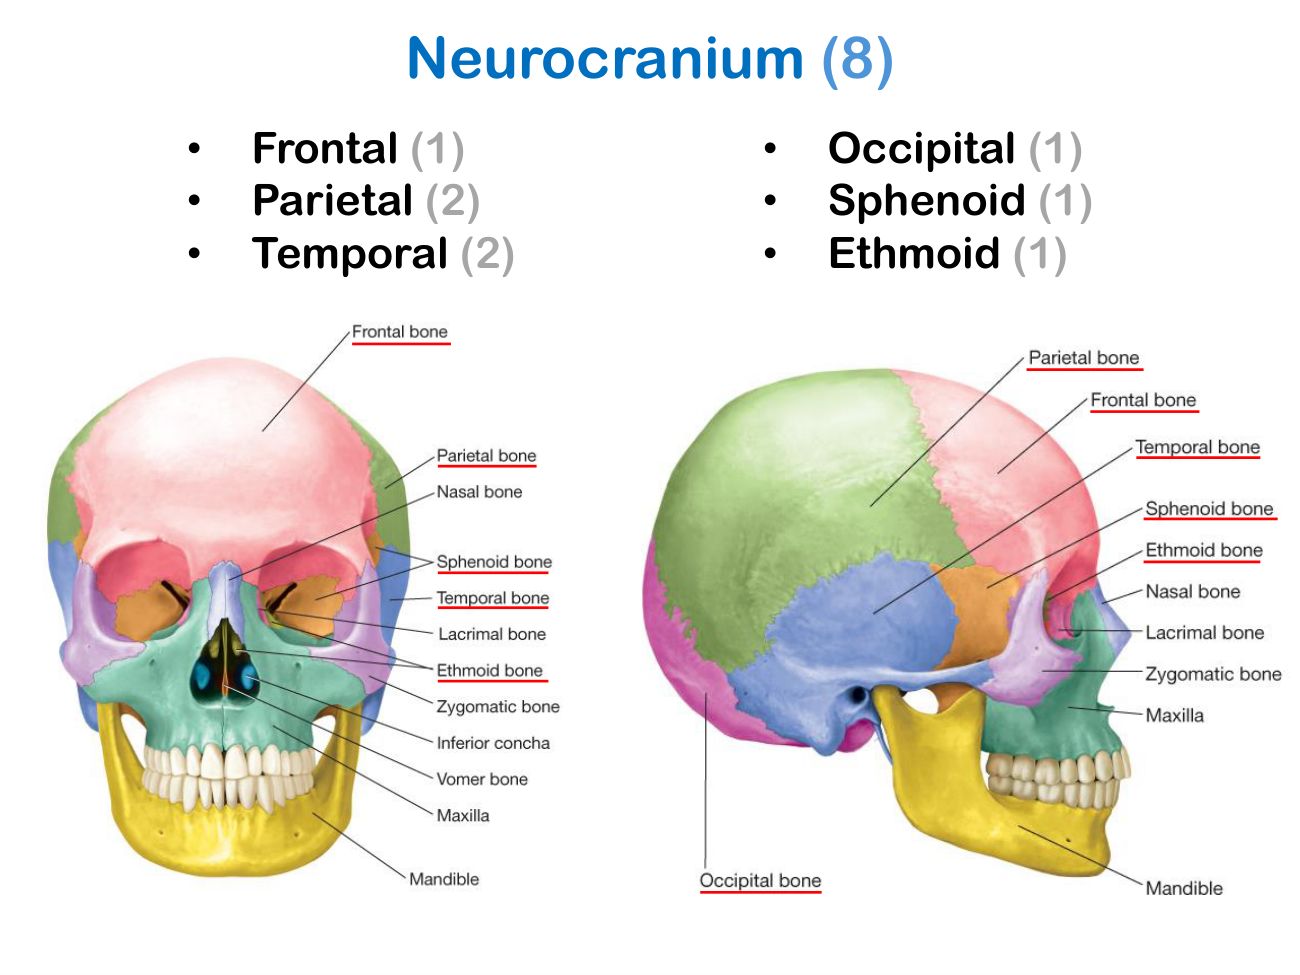 Neurocranium (8)
• Frontal (1)
• Parietal (2)
• Temporal (2)
• Occipital (1)
• Sphenoid (1)
• Ethmoid (1)
Frontal bone
Parietal bone
Nasal bone
Sphenoid bone
Temporal bone
Lacrimal bone
Ethmoid bone
Zygomatic bone
Inferior concha
Vomer bone
Maxilla
Mandible
Parietal bone
Frontal bone
Temporal bone
Sphenoid bone
Ethmoid bone
Nasal bone
Lacrimal bone
Zygomatic bone
Maxilla
Occipital bone
Mandible